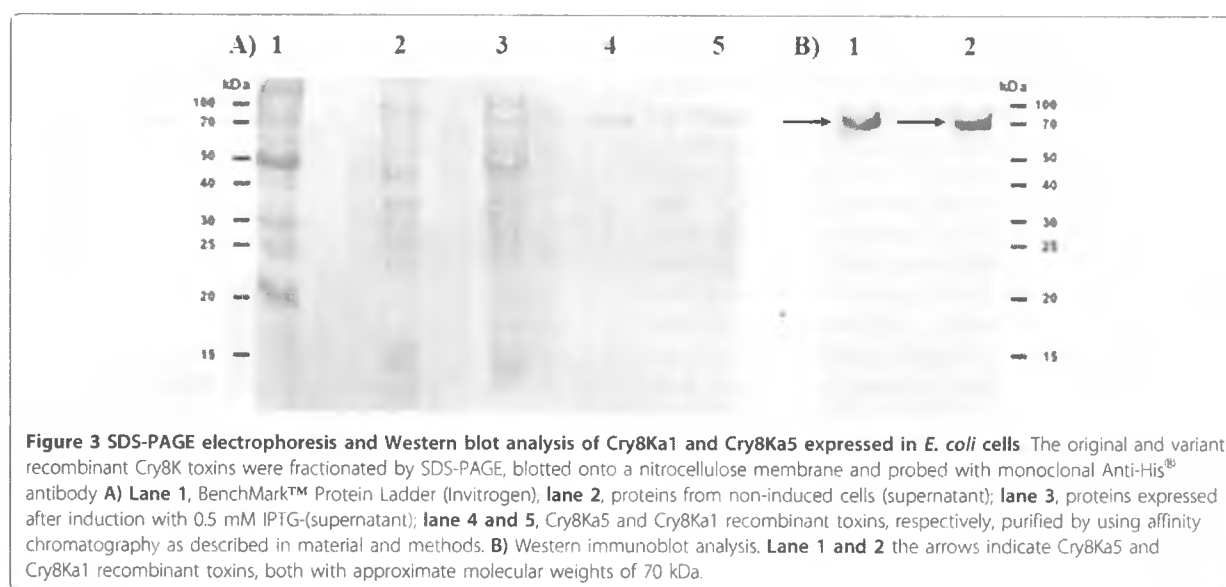 A) 1 2 3 4 5 B) 1 2
kDa kDa
100 100
70 70
50 50
40 40
30 30
25 25
20 20
15 15
Figure 3 SDS-PAGE electrophoresis and Western blot analysis of Cry8Ka1 and Cry8Ka5 expressed in E. coli cells The original and variant
recombinant Cry8K toxins were fractionated by SDS-PAGE, blotted onto a nitrocellulose membrane and probed with monoclonal Anti-His®
antibody A) Lane 1, BenchMark™ Protein Ladder (Invitrogen), lane 2, proteins from non-induced cells (supernatant); lane 3, proteins expressed
after induction with 0.5 mM IPTG-(supernatant); lane 4 and 5, Cry8Ka5 and Cry8Ka1 recombinant toxins, respectively, purified by using affinity
chromatography as described in material and methods. B) Western immunoblot analysis. Lane 1 and 2 the arrows indicate Cry8Ka5 and
Cry8Ka1 recombinant toxins, both with approximate molecular weights of 70 kDa.